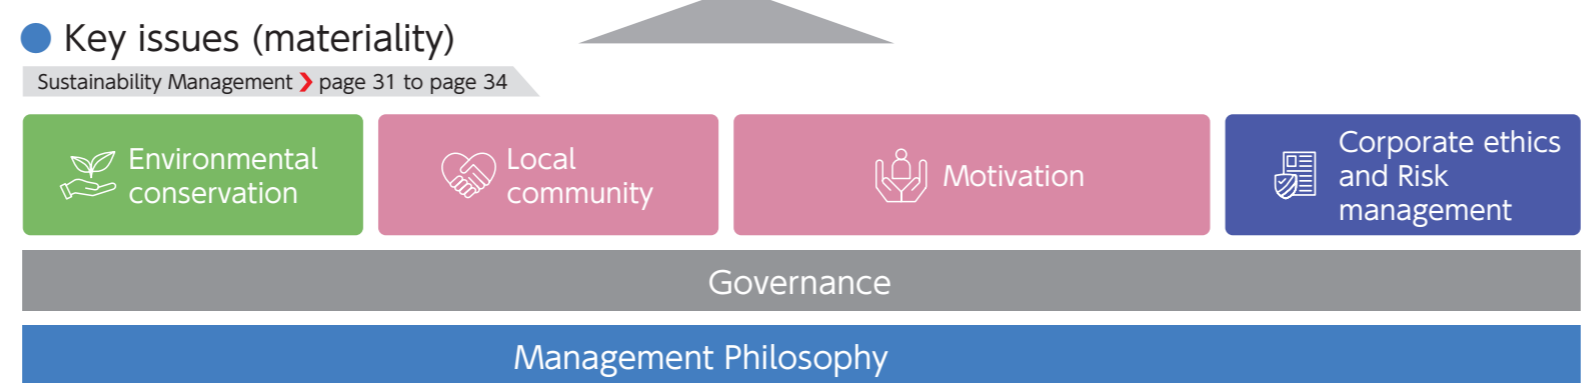 Key issues (materiality)
Sustainability Management ❯ page 31 to page 34
Environmental
conservation
Local
community
Motivation
Corporate ethics
and Risk
management
Governance
Management Philosophy